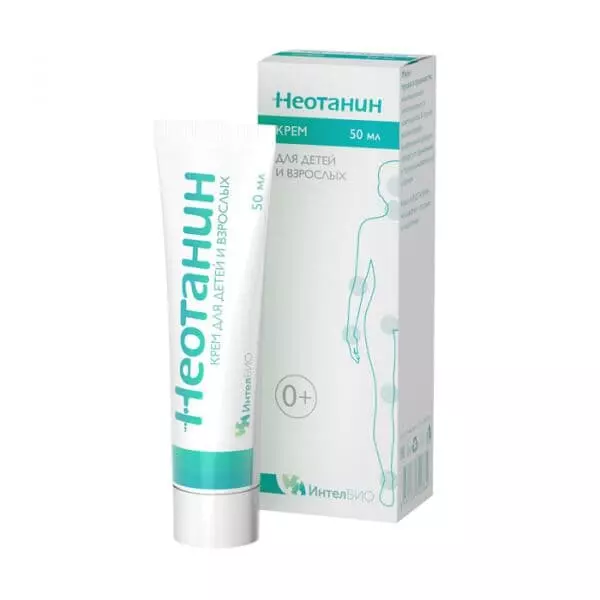 Неотанин
КРЕМ 50 мл
ДЛЯ ДЕТЕЙ
И ВЗРОСЛЫХ
0+
ИнтелБИО
Неотанин
КРЕМ ДЛЯ ДЕТЕЙ И ВЗРОСЛЫХ
50 мл
ИнтелБИО